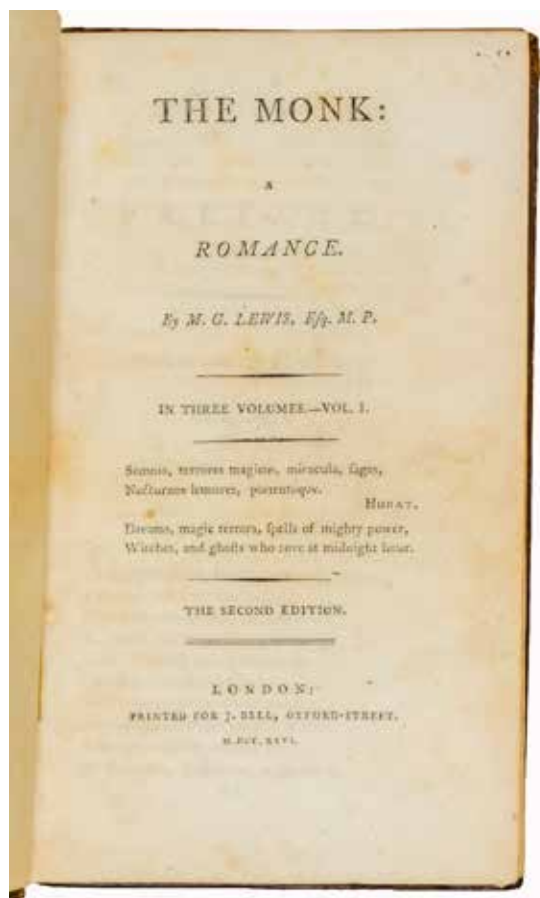 THE MONK:
A
ROMANCE.
By M. G. LEWIS, Eſq. M. P.
IN THREE VOLUMES.—VOL. I.
Somnia, terrores magicos, miracula, ſagas,
Nocturnos lemures, portentaque.
HORAT.
Dreams, magic terrors, ſpells of mighty power,
Witches, and ghoſts who rove at midnight hour.
THE SECOND EDITION.
LONDON:
PRINTED FOR J. BELL, OXFORD-STREET.
M.DCC.XCVI.